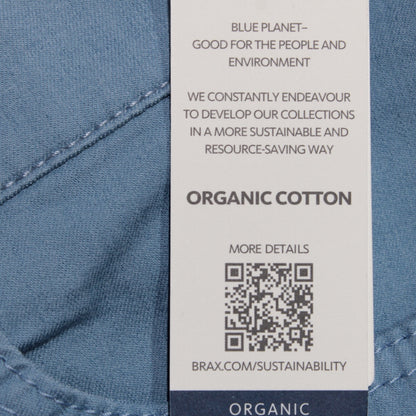 BLUE PLANET–
GOOD FOR THE PEOPLE AND
ENVIRONMENT
WE CONSTANTLY ENDEAVOUR
TO DEVELOP OUR COLLECTIONS
IN A MORE SUSTAINABLE AND
RESOURCE-SAVING WAY
ORGANIC COTTON
MORE DETAILS
BRAX.COM/SUSTAINABILITY
ORGANIC